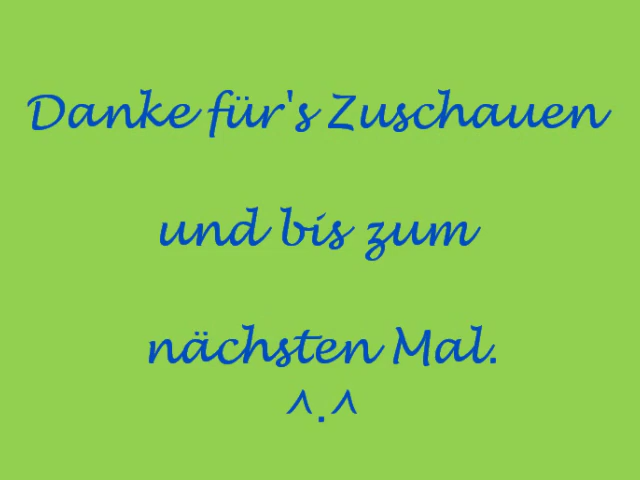 Danke für's Zuschauen
und bis zum
nächsten Mal.
^.^